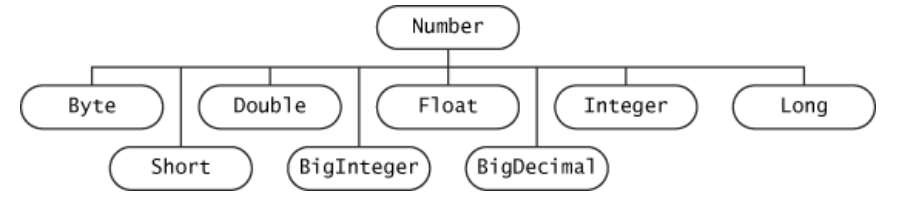 Number
Byte
Double
Float
Integer
Long
Short
BigInteger
BigDecimal